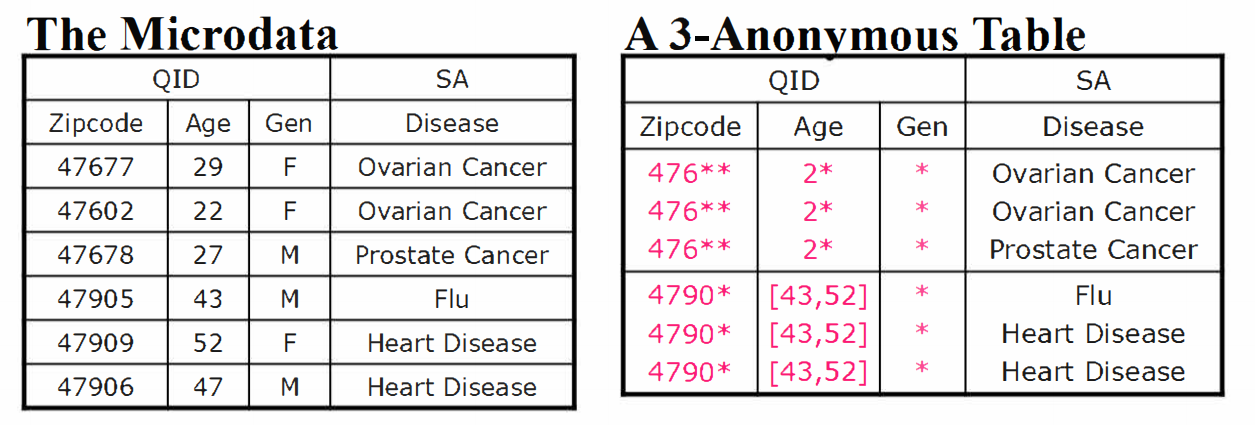 The Microdata
QID SA
Zipcode Age Gen Disease
47677 29 F Ovarian Cancer
47602 22 F Ovarian Cancer
47678 27 M Prostate Cancer
47905 43 M Flu
47909 52 F Heart Disease
47906 47 M Heart Disease
A 3-Anonymous Table
QID SA
Zipcode Age Gen Disease
476** 2* * Ovarian Cancer
476** 2* * Ovarian Cancer
476** 2* * Prostate Cancer
4790* [43,52] * Flu
4790* [43,52] * Heart Disease
4790* [43,52] * Heart Disease